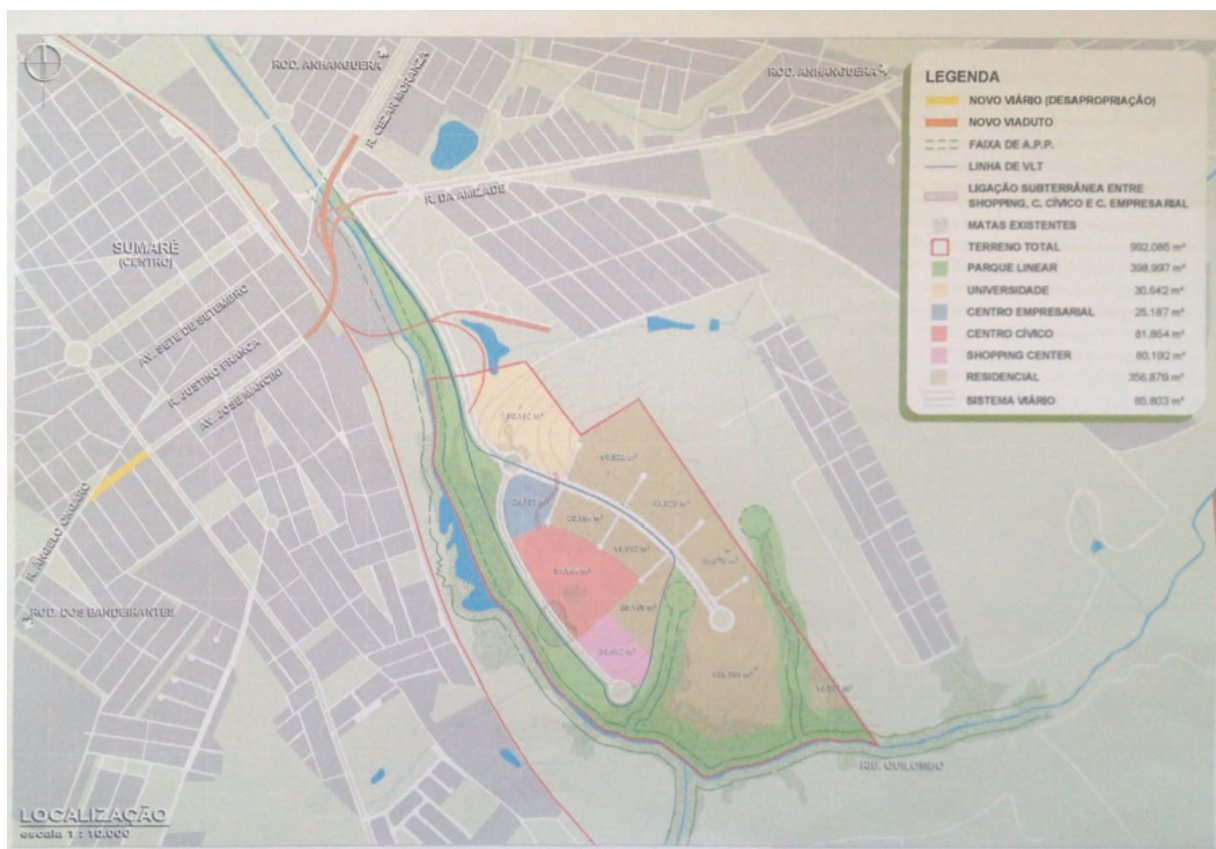 ROD. ANHANGUERA
R. CEZAR MORANZA
ROD. ANHANGUERA
R. DA AMIZADE
SUMARÉ
(CENTRO)
AV. SETE DE SETEMBRO
R. JUSTINO FRANCA
AV. JOSE MANCINI
R. ÂNGELO ONGARO
ROD. DOS BANDEIRANTES
RIB. QUILOMBO
LOCALIZAÇÃO
escala 1 : 10.000
LEGENDA
NOVO VIÁRIO (DESAPROPRIAÇÃO)
NOVO VIADUTO
FAIXA DE A.P.P.
LINHA DE VLT
LIGAÇÃO SUBTERRÂNEA ENTRE
SHOPPING, C. CÍVICO E C. EMPRESARIAL
MATAS EXISTENTES
TERRENO TOTAL 992.085 m²
PARQUE LINEAR 398.997 m²
UNIVERSIDADE 30.642 m²
CENTRO EMPRESARIAL 25.187 m²
CENTRO CÍVICO 81.864 m²
SHOPPING CENTER 80.192 m²
RESIDENCIAL 356.879 m²
SISTEMA VIÁRIO 85.803 m²